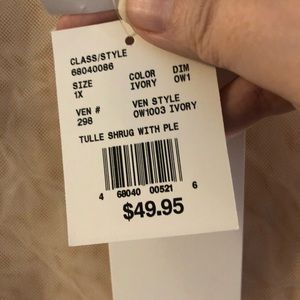 CLASS/STYLE
68040086
SIZE COLOR DIM
1X IVORY OW1
VEN # VEN STYLE
298 OW1003 IVORY
TULLE SHRUG WITH PLE
4 68040 00521 6
$49.95